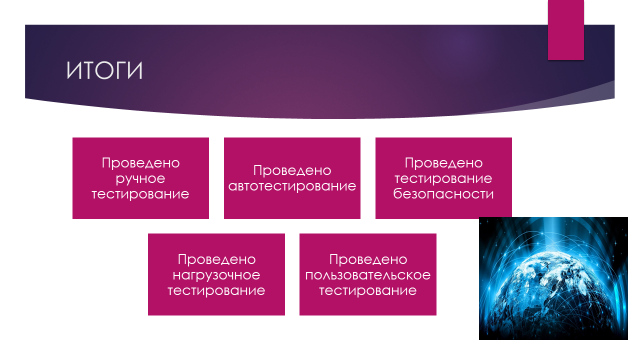 ИТОГИ
Проведено
ручное
тестирование
Проведено
автотестирование
Проведено
тестирование
безопасности
Проведено
нагрузочное
тестирование
Проведено
пользовательское
тестирование